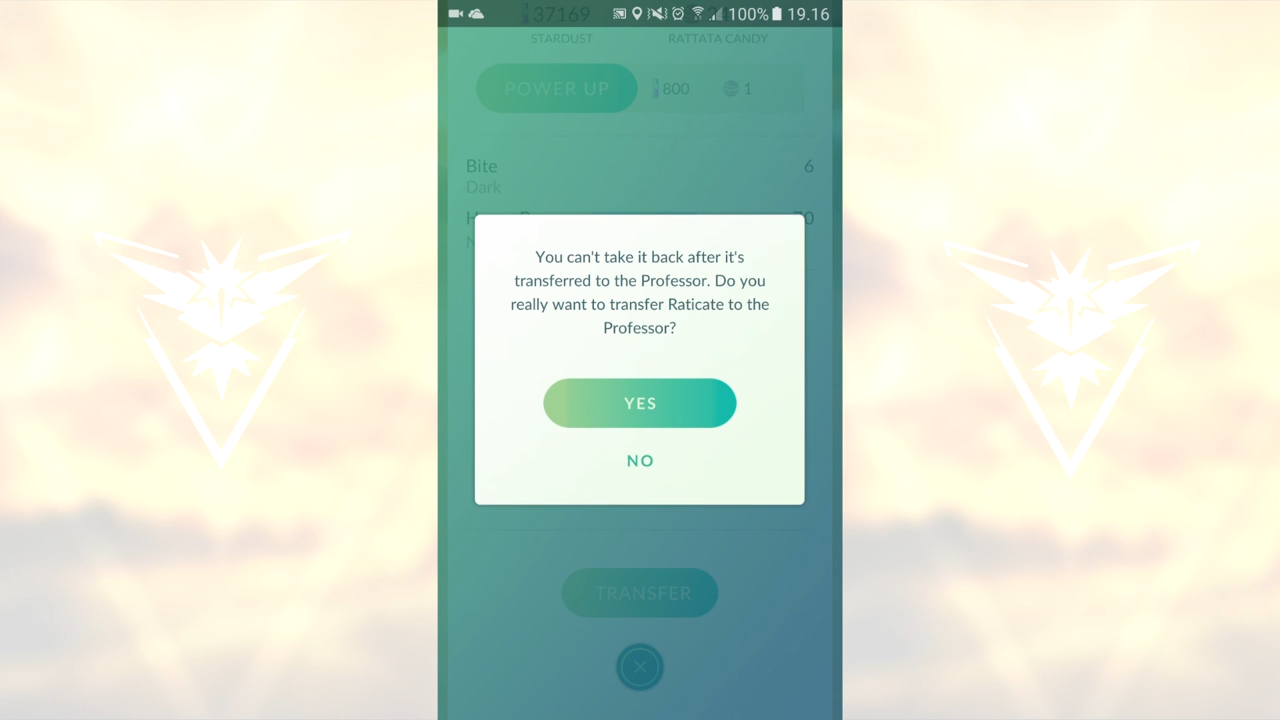 37169
100% 19.16
STARDUST RATTATA CANDY
POWER UP 800 1
Bite 6
Dark
You can't take it back after it's
transferred to the Professor. Do you
really want to transfer Raticate to the
Professor?
YES
NO
TRANSFER